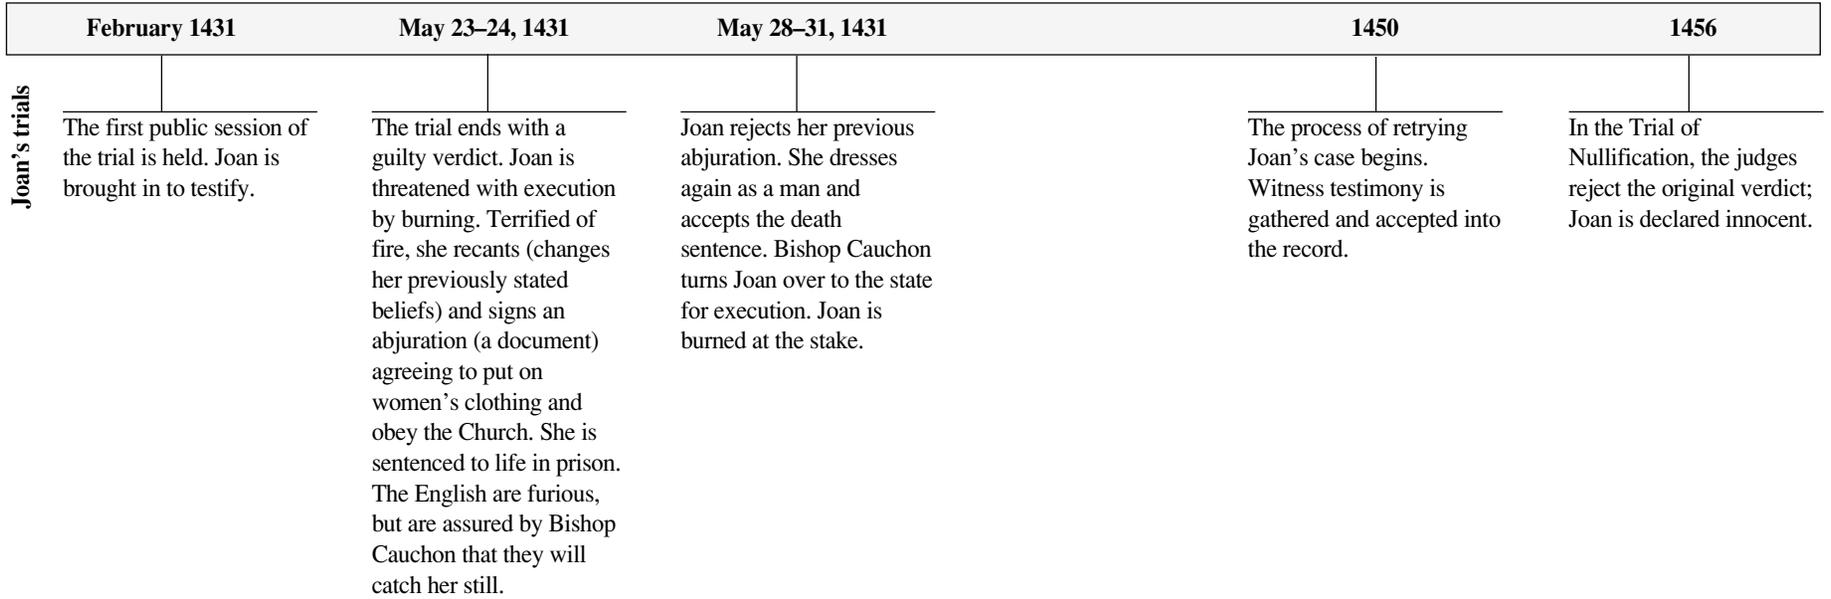 February 1431
May 23–24, 1431
May 28–31, 1431
1450
1456
Joan’s trials
The first public session of
the trial is held. Joan is
brought in to testify.
The trial ends with a
guilty verdict. Joan is
threatened with execution
by burning. Terrified of
fire, she recants (changes
her previously stated
beliefs) and signs an
abjuration (a document)
agreeing to put on
women’s clothing and
obey the Church. She is
sentenced to life in prison.
The English are furious,
but are assured by Bishop
Cauchon that they will
catch her still.
Joan rejects her previous
abjuration. She dresses
again as a man and
accepts the death
sentence. Bishop Cauchon
turns Joan over to the state
for execution. Joan is
burned at the stake.
The process of retrying
Joan’s case begins.
Witness testimony is
gathered and accepted into
the record.
In the Trial of
Nullification, the judges
reject the original verdict;
Joan is declared innocent.